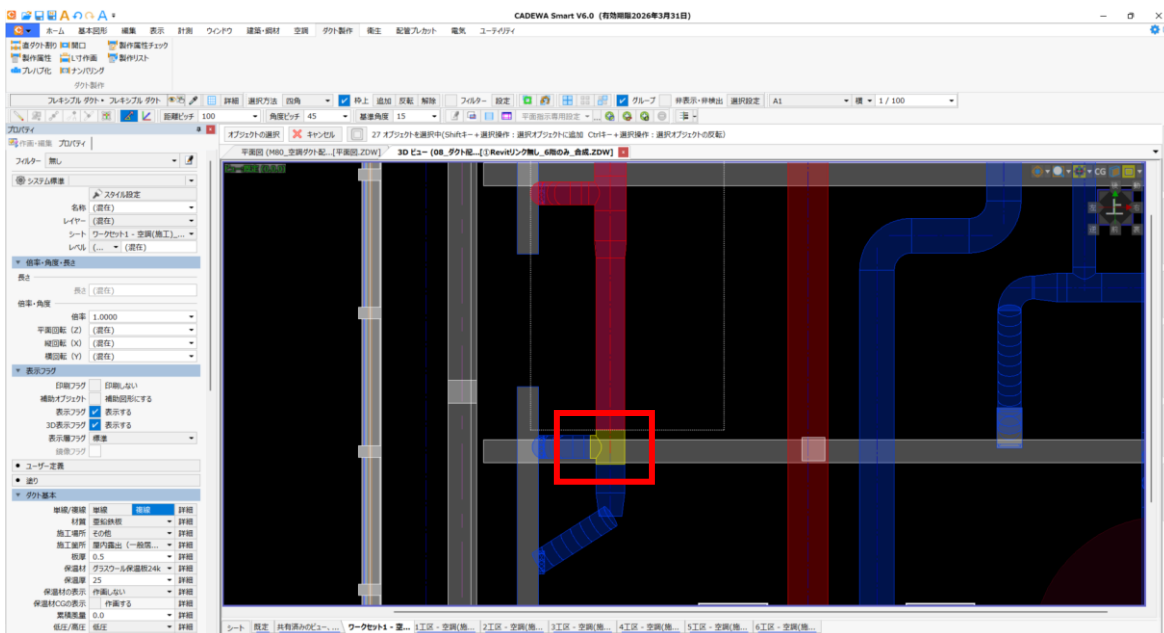 CADEWA Smart V6.0 (有効期限2026年3月31日)
ホーム 基本図形 編集 表示 計測 ウィンドウ 建築・鋼材 空調 ダクト製作 衛生 配管プレカット 電気 ユーティリティ
直ダクト割り 開口 製作属性チェック
製作属性 L寸作画 製作リスト
プレハブ化 ナンバリング
ダクト製作
フレキシブル ダクト・フレキシブル ダクト 詳細 選択方法 四角 枠上 追加 反転 解除 フィルター 設定 グループ 非表示・非検出 選択設定 A1 横 1 / 100
距離ピッチ 100 角度ピッチ 45 基準角度 15 平面指示専用設定
プロパティ
オブジェクトの選択 キャンセル 27 オブジェクトを選択中(Shiftキー+選択操作:選択オブジェクトに追加 Ctrlキー+選択操作:選択オブジェクトの反転)
作画・編集 プロパティ
平面図 (M80_空調ダクト配...[平面図].ZDW) 3D ビュー (08_ダクト配...[①Revitリンク無し_6階のみ_合成.ZDW]
フィルター 無し
システム標準
スタイル設定
名称 (混在)
レイヤー (混在)
シート ワークセット1 - 空調(施工)_...
レベル (... (混在)
倍率・角度・長さ
長さ
長さ (混在)
倍率・角度
倍率 1.0000
平面回転 (Z) (混在)
縦回転 (X) (混在)
横回転 (Y) (混在)
表示フラグ
印刷フラグ 印刷しない
補助オブジェクト 補助図形にする
表示フラグ 表示する
3D表示フラグ 表示する
表示層フラグ 標準
鏡像フラグ
ユーザー定義
塗り
ダクト基本
単線/複線 単線 複線 詳細
材質 亜鉛鉄板 詳細
施工場所 その他 詳細
施工箇所 屋内露出 (一般居... 詳細
板厚 0.5 詳細
保温材 グラスウール保温板24k 詳細
保温厚 25 詳細
保温材の表示 作画しない 詳細
保温材CGの表示 作画する 詳細
累積風量 0.0 詳細
低圧/高圧 低圧 詳細
CG
上
シート 既定 共有済みのビュー、... ワークセット1 - 空... 1工区 - 空調(施... 2工区 - 空調(施... 3工区 - 空調(施... 4工区 - 空調(施... 5工区 - 空調(施... 6工区 - 空調(施...